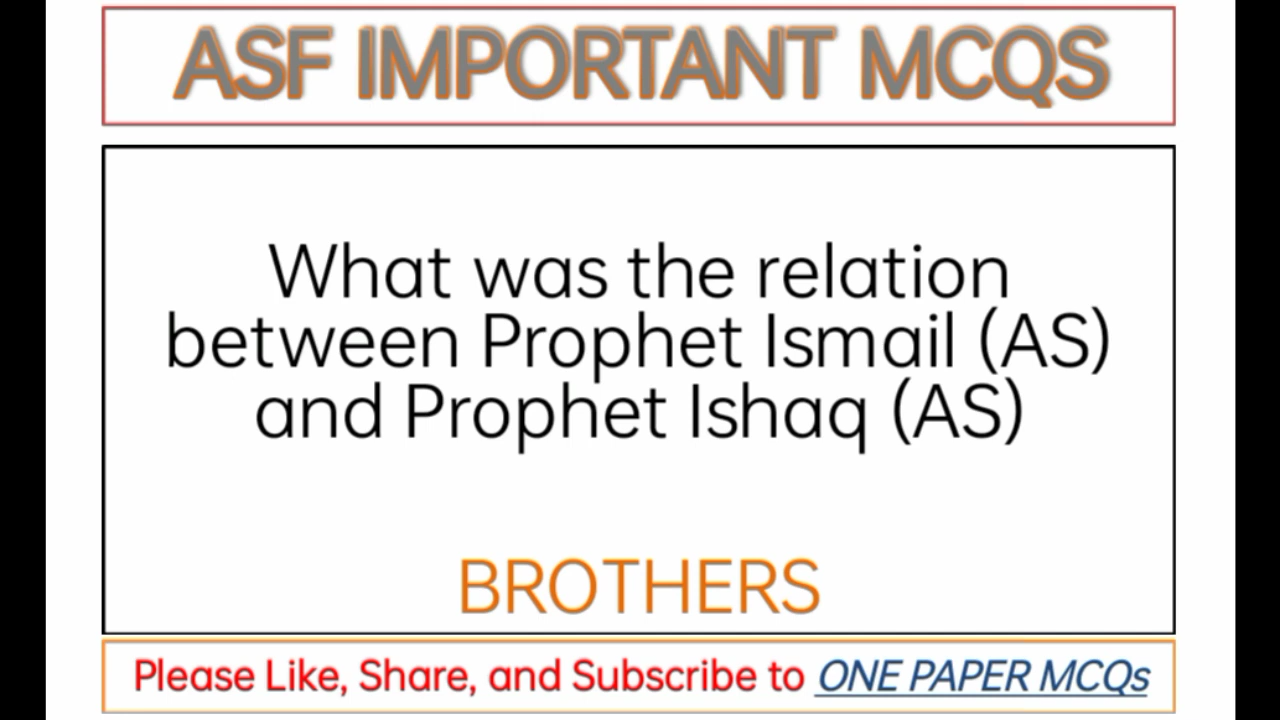 ASF IMPORTANT MCQS
What was the relation
between Prophet Ismail (AS)
and Prophet Ishaq (AS)
BROTHERS
Please Like, Share, and Subscribe to ONE PAPER MCQs